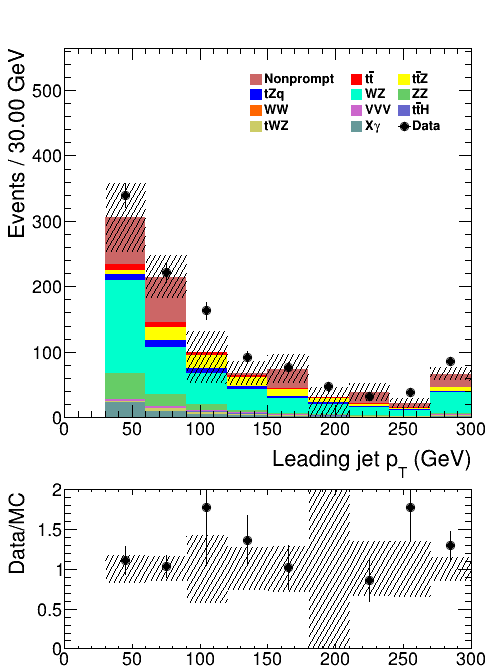 Events / 30.00 GeV
500
400
300
200
100
0
Nonprompt tt̄ tt̄Z
tZq WZ ZZ
WW VVV tt̄H
tWZ Xγ Data
0 50 100 150 200 250 300
Leading jet p_T (GeV)
Data/MC
2
1.5
1
0.5
0
0 50 100 150 200 250 300